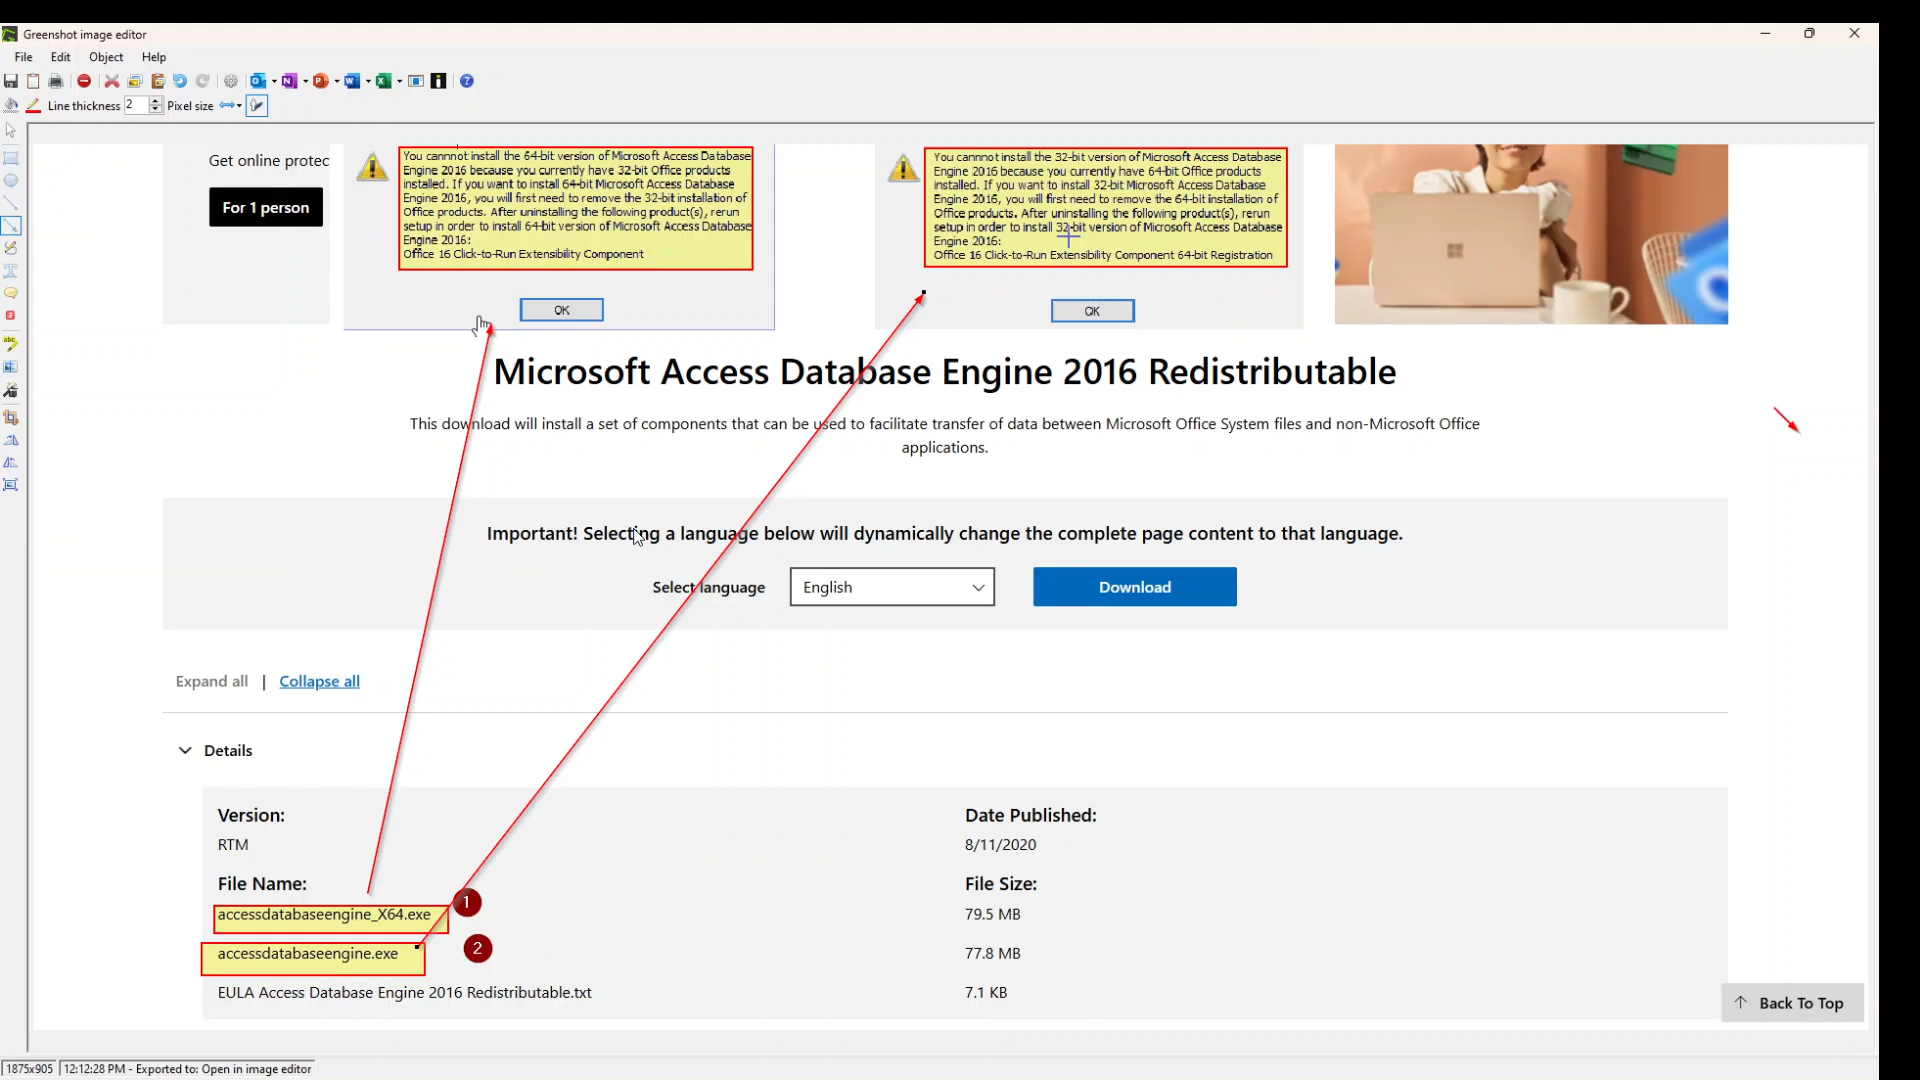 Greenshot image editor
File Edit Object Help
Line thickness 2 Pixel size
Get online protec
For 1 person
You cannnot install the 64-bit version of Microsoft Access Database
Engine 2016 because you currently have 32-bit Office products
installed. If you want to install 64-bit Microsoft Access Database
Engine 2016, you will first need to remove the 32-bit installation of
Office products. After uninstalling the following product(s), rerun
setup in order to install 64-bit version of Microsoft Access Database
Engine 2016:
Office 16 Click-to-Run Extensibility Component
OK
You cannnot install the 32-bit version of Microsoft Access Database
Engine 2016 because you currently have 64-bit Office products
installed. If you want to install 32-bit Microsoft Access Database
Engine 2016, you will first need to remove the 64-bit installation of
Office products. After uninstalling the following product(s), rerun
setup in order to install 32-bit version of Microsoft Access Database
Engine 2016:
Office 16 Click-to-Run Extensibility Component 64-bit Registration
OK
Microsoft Access Database Engine 2016 Redistributable
This download will install a set of components that can be used to facilitate transfer of data between Microsoft Office System files and non-Microsoft Office
applications.
Important! Selecting a language below will dynamically change the complete page content to that language.
Select language English Download
Expand all | Collapse all
Details
Version: Date Published:
RTM 8/11/2020
File Name: File Size:
accessdatabaseengine_X64.exe 1 79.5 MB
accessdatabaseengine.exe 2 77.8 MB
EULA Access Database Engine 2016 Redistributable.txt 7.1 KB
Back To Top
1875x905 12:12:28 PM - Exported to: Open in image editor